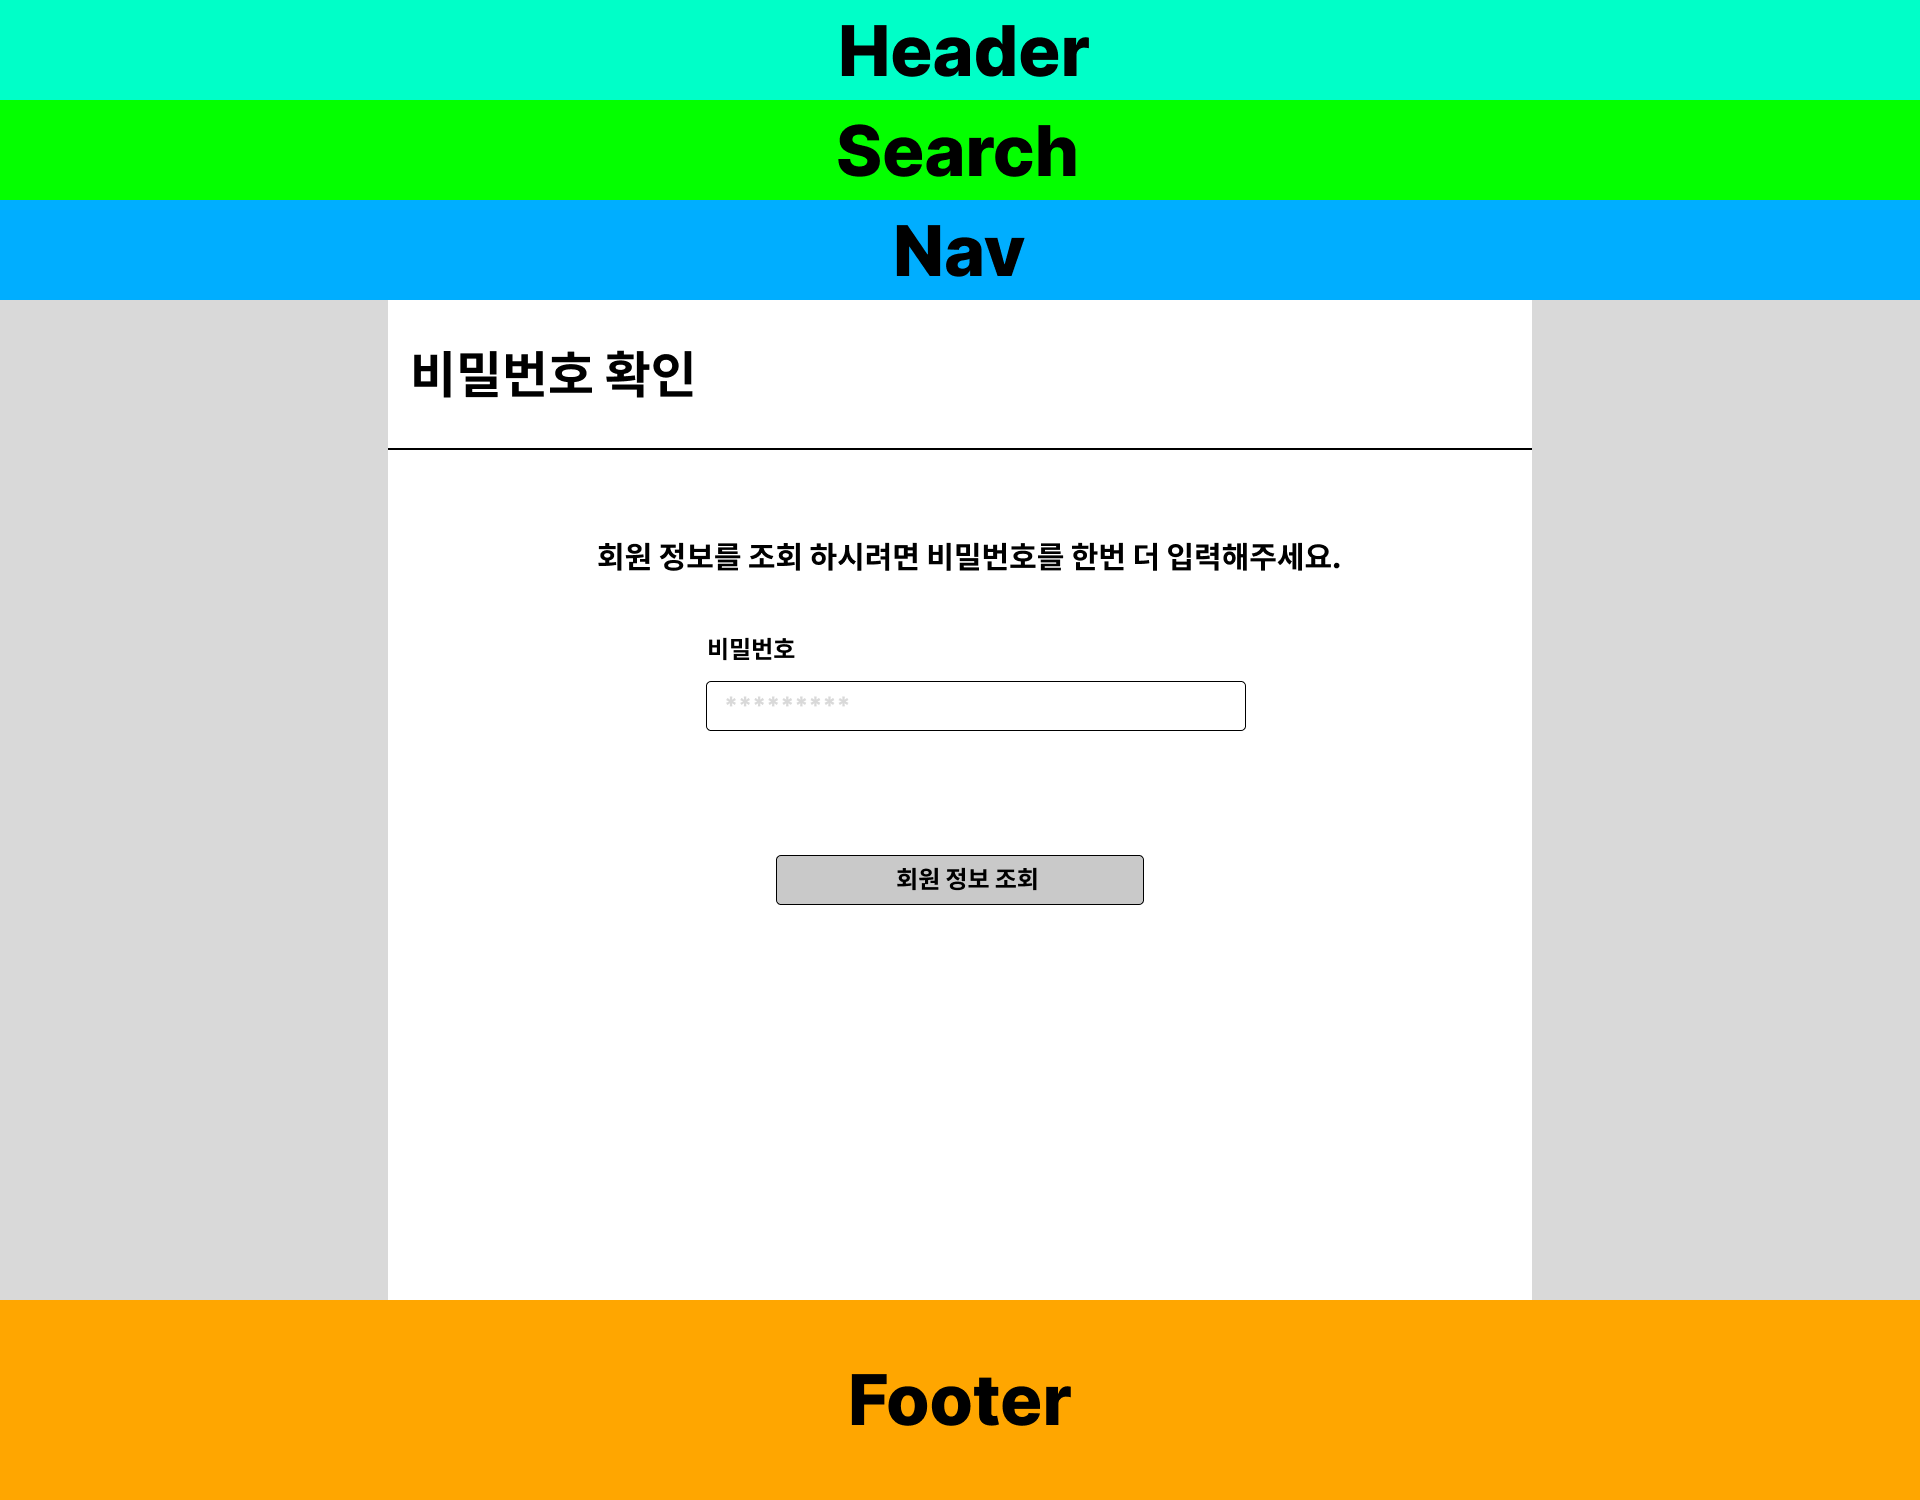 Header
Search
Nav
비밀번호 확인
회원 정보를 조회 하시려면 비밀번호를 한번 더 입력해주세요.
비밀번호
*********
회원 정보 조회
Footer